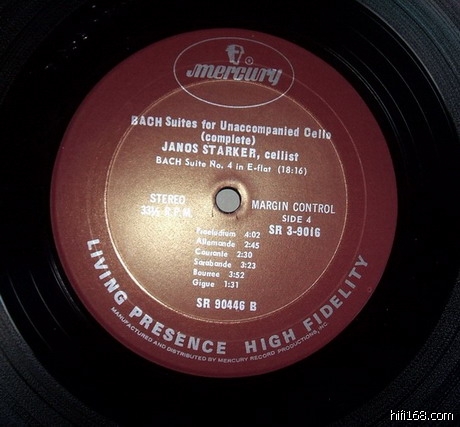 mercury
BACH Suites for Unaccompanied Cello
(complete)
JANOS STARKER, cellist
BACH Suite No. 4 in E-flat (18:16)
STEREO
33⅓ R.P.M.
MARGIN CONTROL
SIDE 4
SR 3-9016
Praeludium 4:02
Allemande 2:45
Courante 2:30
Sarabande 3:23
Bourree 3:52
Gigue 1:31
SR 90446 B
LIVING PRESENCE HIGH FIDELITY
MANUFACTURED AND DISTRIBUTED BY MERCURY RECORD PRODUCTIONS, INC.
hifi168.com